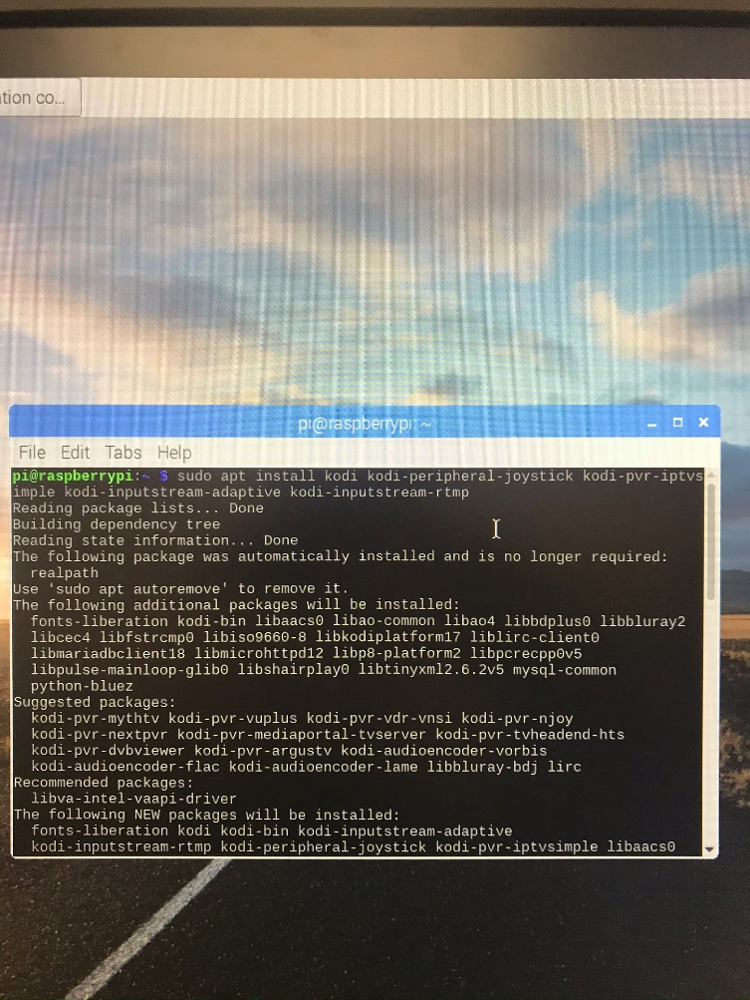 tion co...
pi@raspberrypi: ~
File Edit Tabs Help
pi@raspberrypi:~ $ sudo apt install kodi kodi-peripheral-joystick kodi-pvr-iptvs
imple kodi-inputstream-adaptive kodi-inputstream-rtmp
Reading package lists... Done
Building dependency tree
Reading state information... Done
The following package was automatically installed and is no longer required:
  realpath
Use 'sudo apt autoremove' to remove it.
The following additional packages will be installed:
  fonts-liberation kodi-bin libaacs0 libao-common libao4 libbdplus0 libbluray2
  libcec4 libfstrcmp0 libiso9660-8 libkodiplatform17 liblirc-client0
  libmariadbclient18 libmicrohttpd12 libp8-platform2 libpcrecpp0v5
  libpulse-mainloop-glib0 libshairplay0 libtinyxml2.6.2v5 mysql-common
  python-bluez
Suggested packages:
  kodi-pvr-mythtv kodi-pvr-vuplus kodi-pvr-vdr-vnsi kodi-pvr-njoy
  kodi-pvr-nextpvr kodi-pvr-mediaportal-tvserver kodi-pvr-tvheadend-hts
  kodi-pvr-dvbviewer kodi-pvr-argustv kodi-audioencoder-vorbis
  kodi-audioencoder-flac kodi-audioencoder-lame libbluray-bdj lirc
Recommended packages:
  libva-intel-vaapi-driver
The following NEW packages will be installed:
  fonts-liberation kodi kodi-bin kodi-inputstream-adaptive
  kodi-inputstream-rtmp kodi-peripheral-joystick kodi-pvr-iptvsimple libaacs0